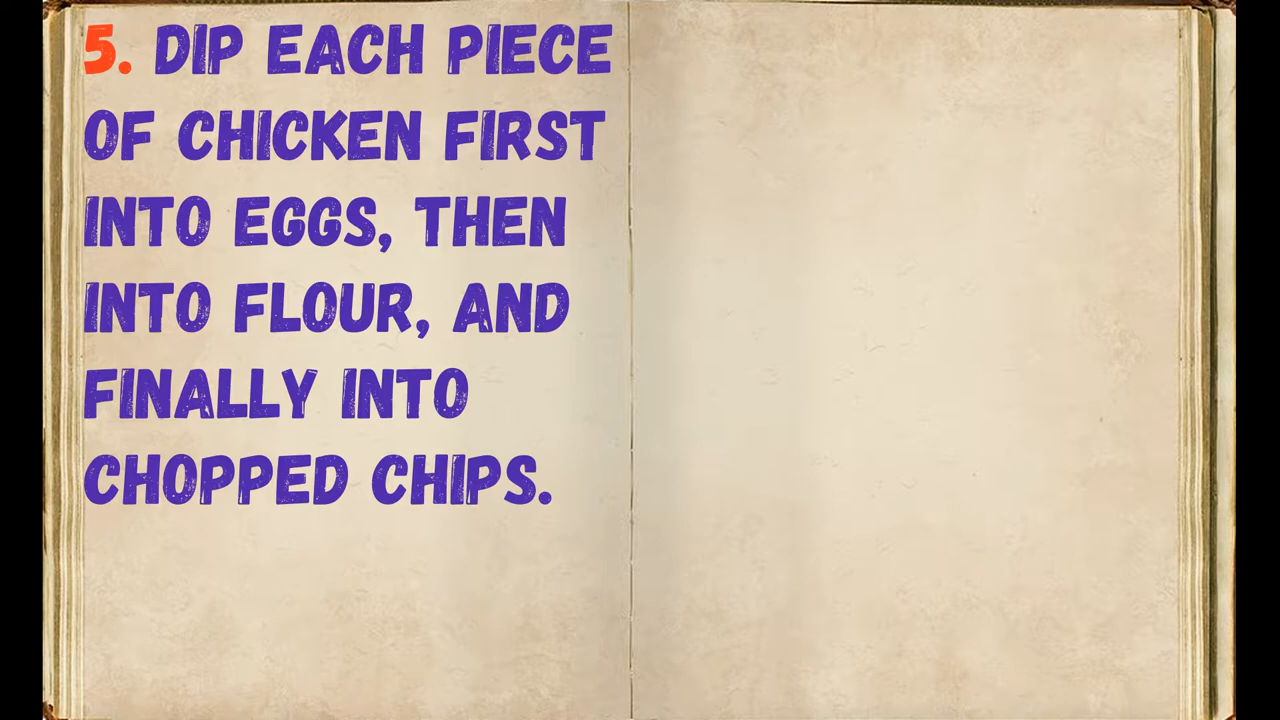 5. DIP EACH PIECE
OF CHICKEN FIRST
INTO EGGS, THEN
INTO FLOUR, AND
FINALLY INTO
CHOPPED CHIPS.